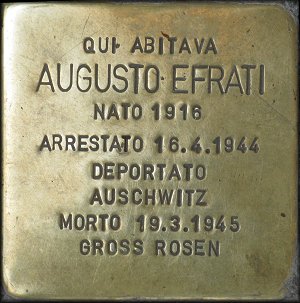 QUI ABITAVA
AUGUSTO EFRATI
NATO 1916
ARRESTATO 16.4.1944
DEPORTATO
AUSCHWITZ
MORTO 19.3.1945
GROSS ROSEN